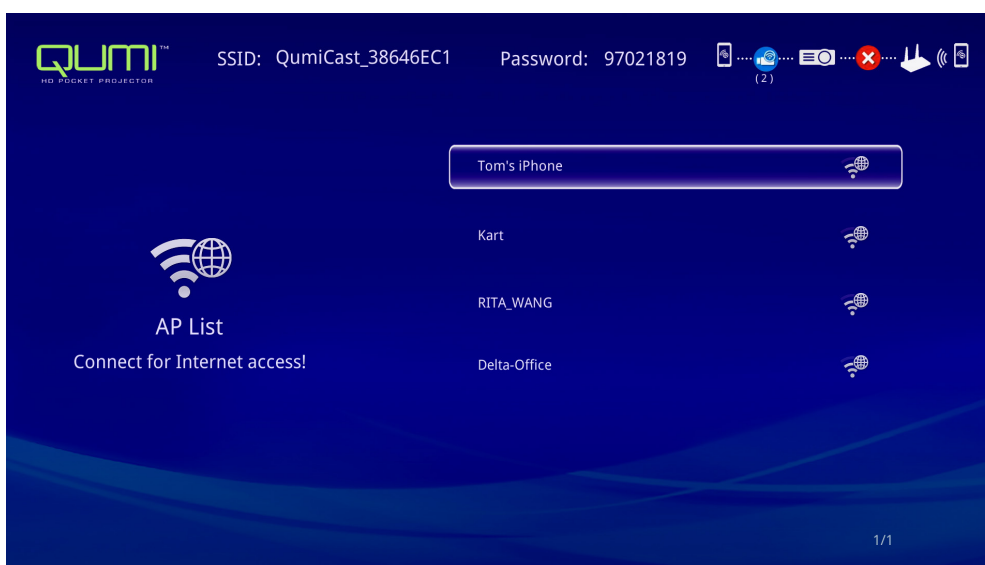 QUMI™
HD POCKET PROJECTOR
SSID: QumiCast_38646EC1 Password: 97021819
(2)
Tom's iPhone
Kart
RITA_WANG
Delta-Office
AP List
Connect for Internet access!
1/1